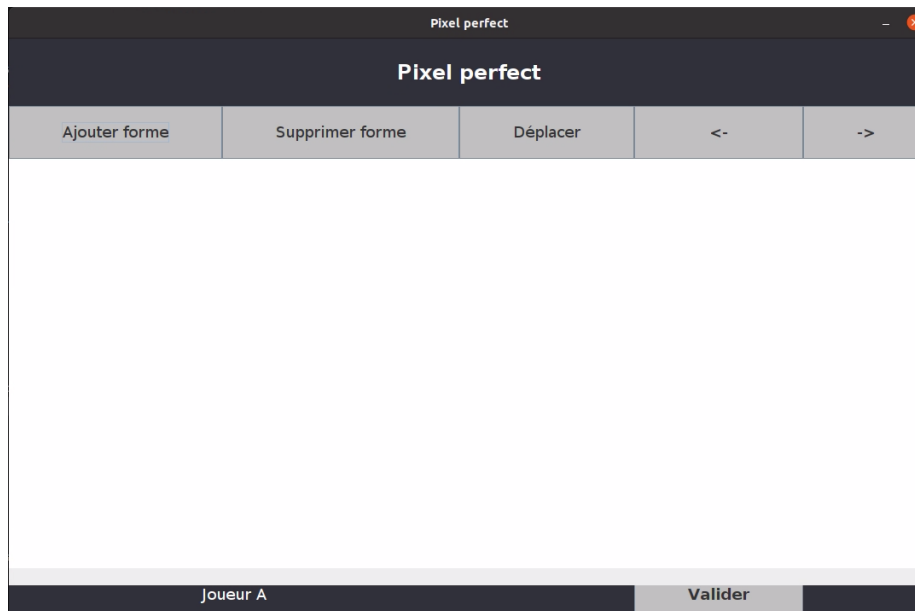 Pixel perfect
Pixel perfect
Ajouter forme Supprimer forme Déplacer <- ->
Joueur A Valider